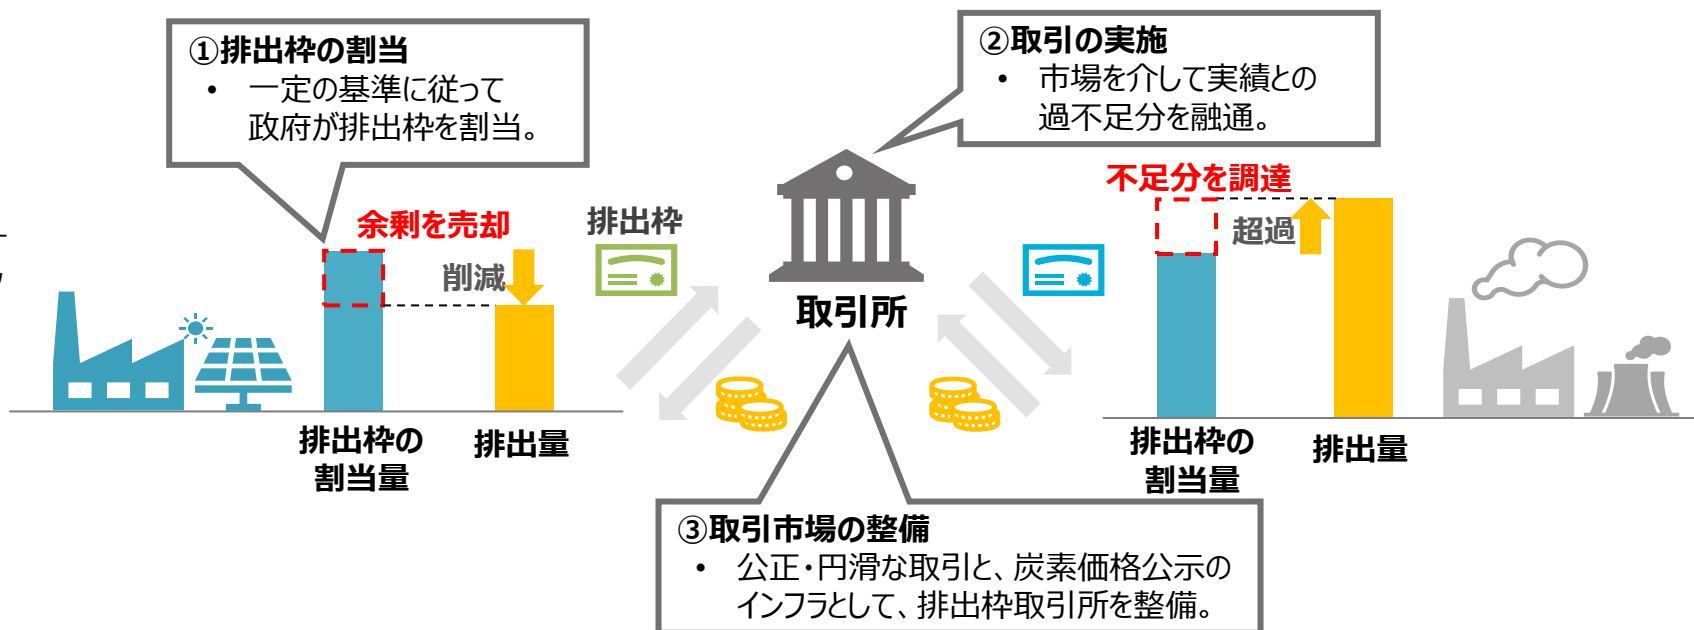 ①排出枠の割当
• 一定の基準に従って
政府が排出枠を割当。
②取引の実施
• 市場を介して実績との
過不足分を融通。
余剰を売却
削減
排出枠
取引所
不足分を調達
超過
排出枠の
割当量
排出量
排出枠の
割当量
排出量
③取引市場の整備
• 公正・円滑な取引と、炭素価格公示の
インフラとして、排出枠取引所を整備。